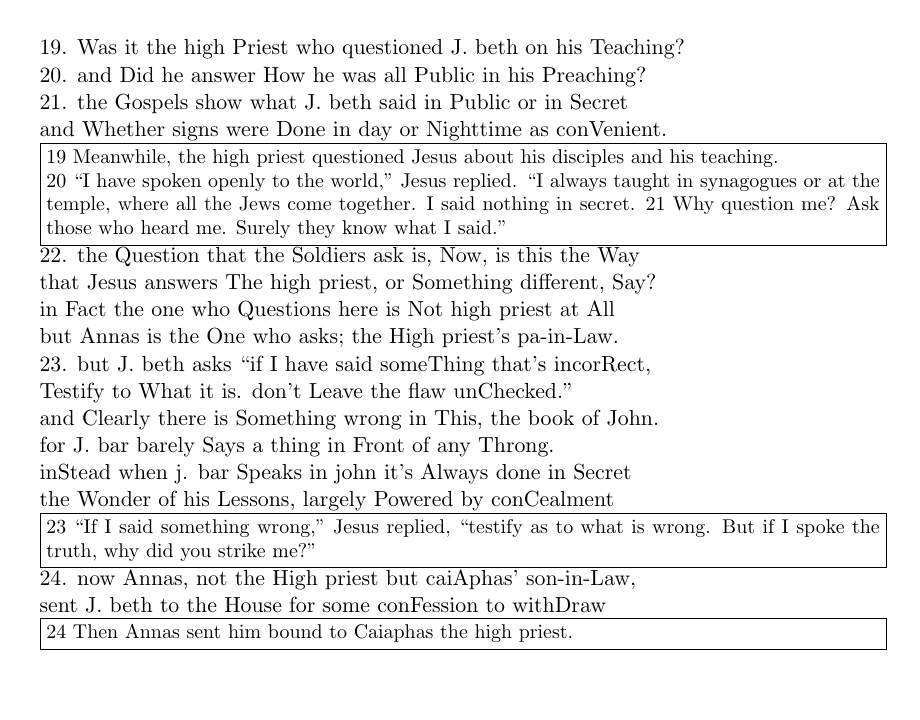 19. Was it the high Priest who questioned J. beth on his Teaching?
20. and Did he answer How he was all Public in his Preaching?
21. the Gospels show what J. beth said in Public or in Secret
and Whether signs were Done in day or Nighttime as conVenient.
19 Meanwhile, the high priest questioned Jesus about his disciples and his teaching.
20 “I have spoken openly to the world,” Jesus replied. “I always taught in synagogues or at the
temple, where all the Jews come together. I said nothing in secret. 21 Why question me? Ask
those who heard me. Surely they know what I said.”
22. the Question that the Soldiers ask is, Now, is this the Way
that Jesus answers The high priest, or Something different, Say?
in Fact the one who Questions here is Not high priest at All
but Annas is the One who asks; the High priest’s pa-in-Law.
23. but J. beth asks “if I have said someThing that’s incorRect,
Testify to What it is. don’t Leave the flaw unChecked.”
and Clearly there is Something wrong in This, the book of John.
for J. bar barely Says a thing in Front of any Throng.
inStead when j. bar Speaks in john it’s Always done in Secret
the Wonder of his Lessons, largely Powered by conCealment
23 “If I said something wrong,” Jesus replied, “testify as to what is wrong. But if I spoke the
truth, why did you strike me?”
24. now Annas, not the High priest but caiAphas’ son-in-Law,
sent J. beth to the House for some conFession to withDraw
24 Then Annas sent him bound to Caiaphas the high priest.